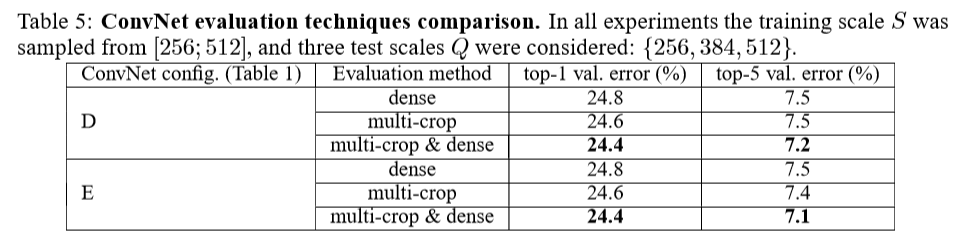 Table 5: ConvNet evaluation techniques comparison. In all experiments the training scale S was
sampled from [256; 512], and three test scales Q were considered: {256, 384, 512}.
ConvNet config. (Table 1) Evaluation method top-1 val. error (%) top-5 val. error (%)
D dense 24.8 7.5
multi-crop 24.6 7.5
multi-crop & dense 24.4 7.2
E dense 24.8 7.5
multi-crop 24.6 7.4
multi-crop & dense 24.4 7.1